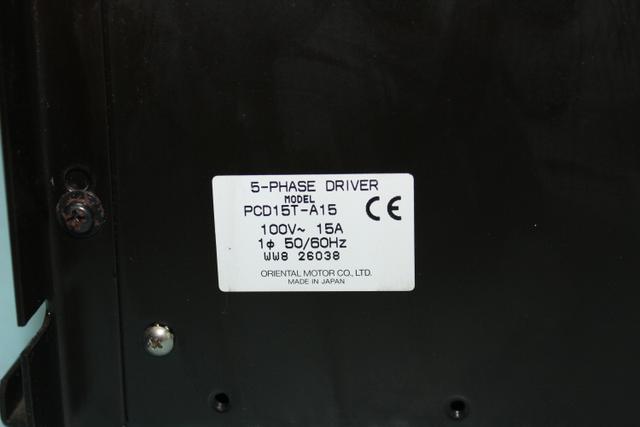 5-PHASE DRIVER
MODEL
PCD15T-A15
CE
100V~ 15A
1ϕ 50/60Hz
WW8 26038
ORIENTAL MOTOR CO., LTD.
MADE IN JAPAN